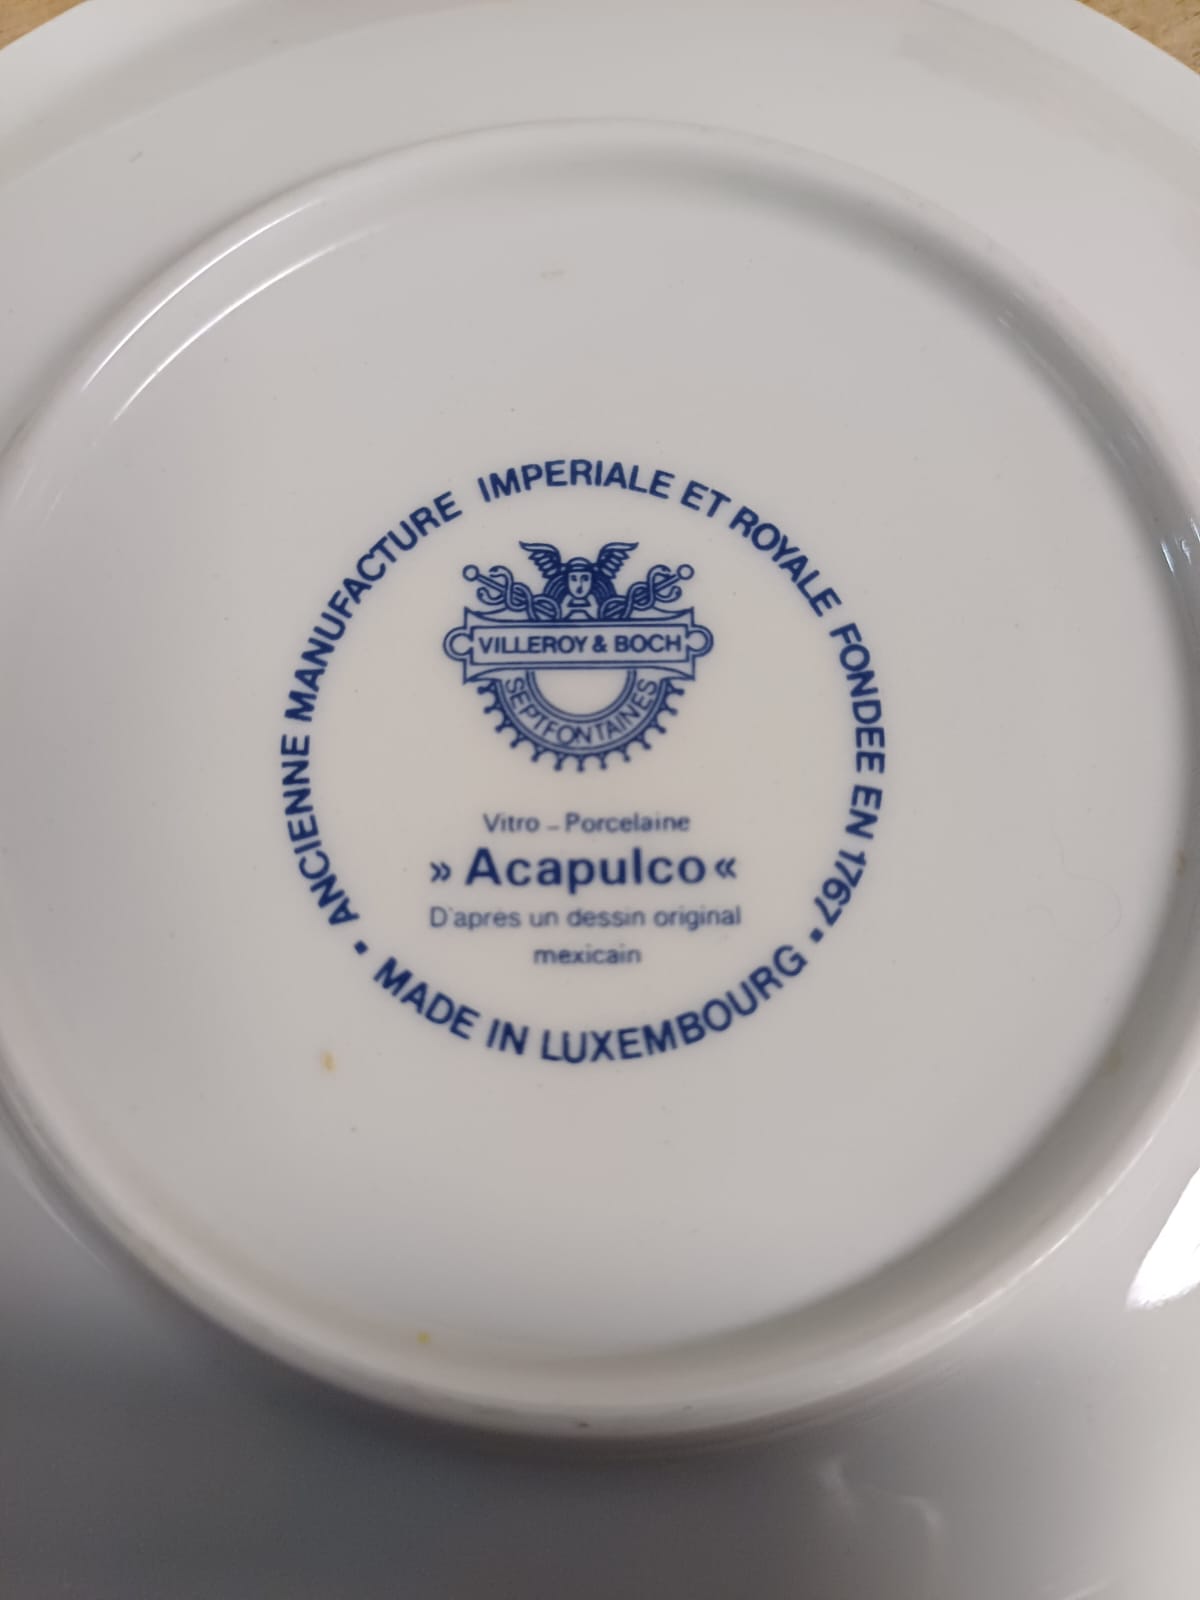 ANCIENNE MANUFACTURE IMPERIALE ET ROYALE FONDEE EN 1767 ▪
VILLEROY & BOCH
SEPTFONTAINES
Vitro - Porcelaine
» Acapulco «
D'après un dessin original
mexicain
▪ MADE IN LUXEMBOURG